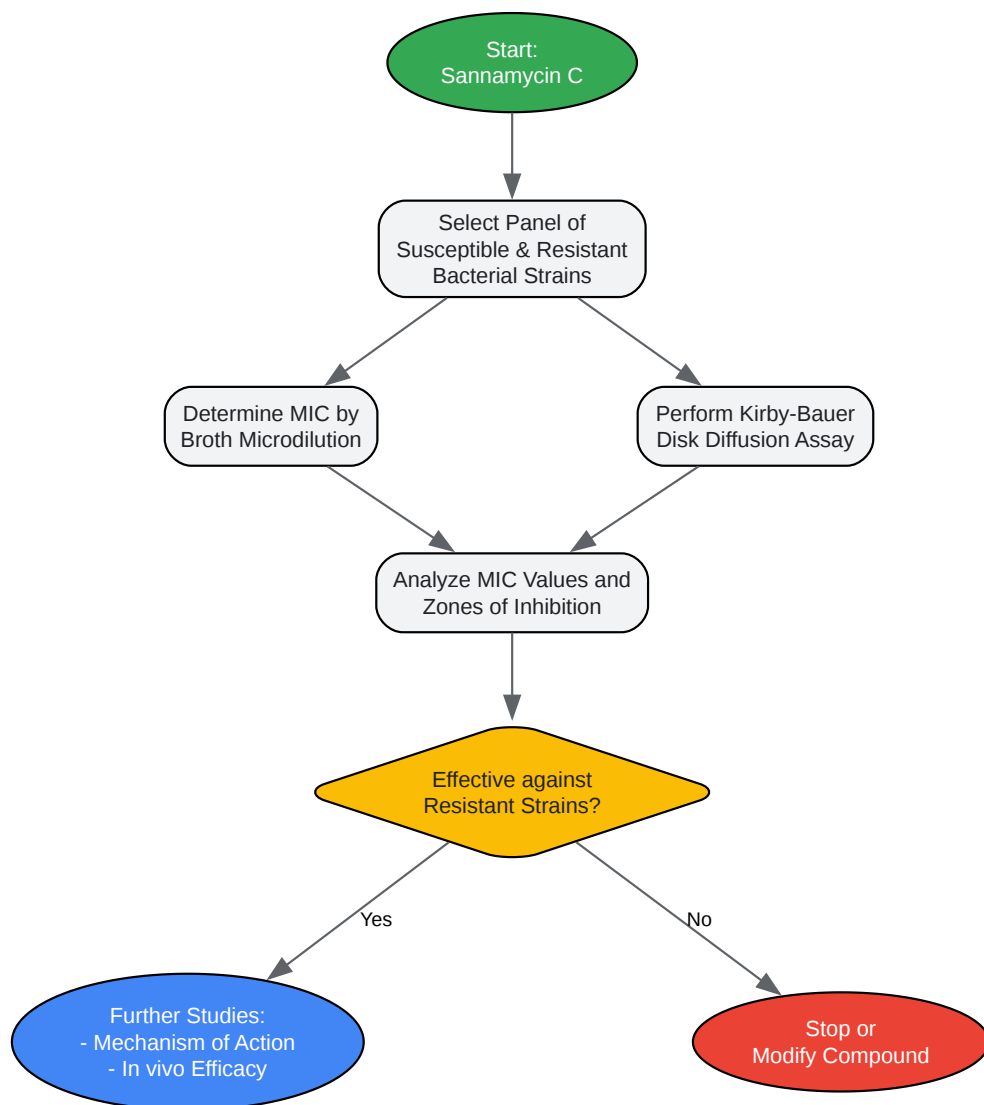 Start:
Sannamycin C
Select Panel of
Susceptible & Resistant
Bacterial Strains
Determine MIC by
Broth Microdilution
Perform Kirby-Bauer
Disk Diffusion Assay
Analyze MIC Values and
Zones of Inhibition
Effective against
Resistant Strains?
Yes
No
Further Studies:
- Mechanism of Action
- In vivo Efficacy
Stop or
Modify Compound